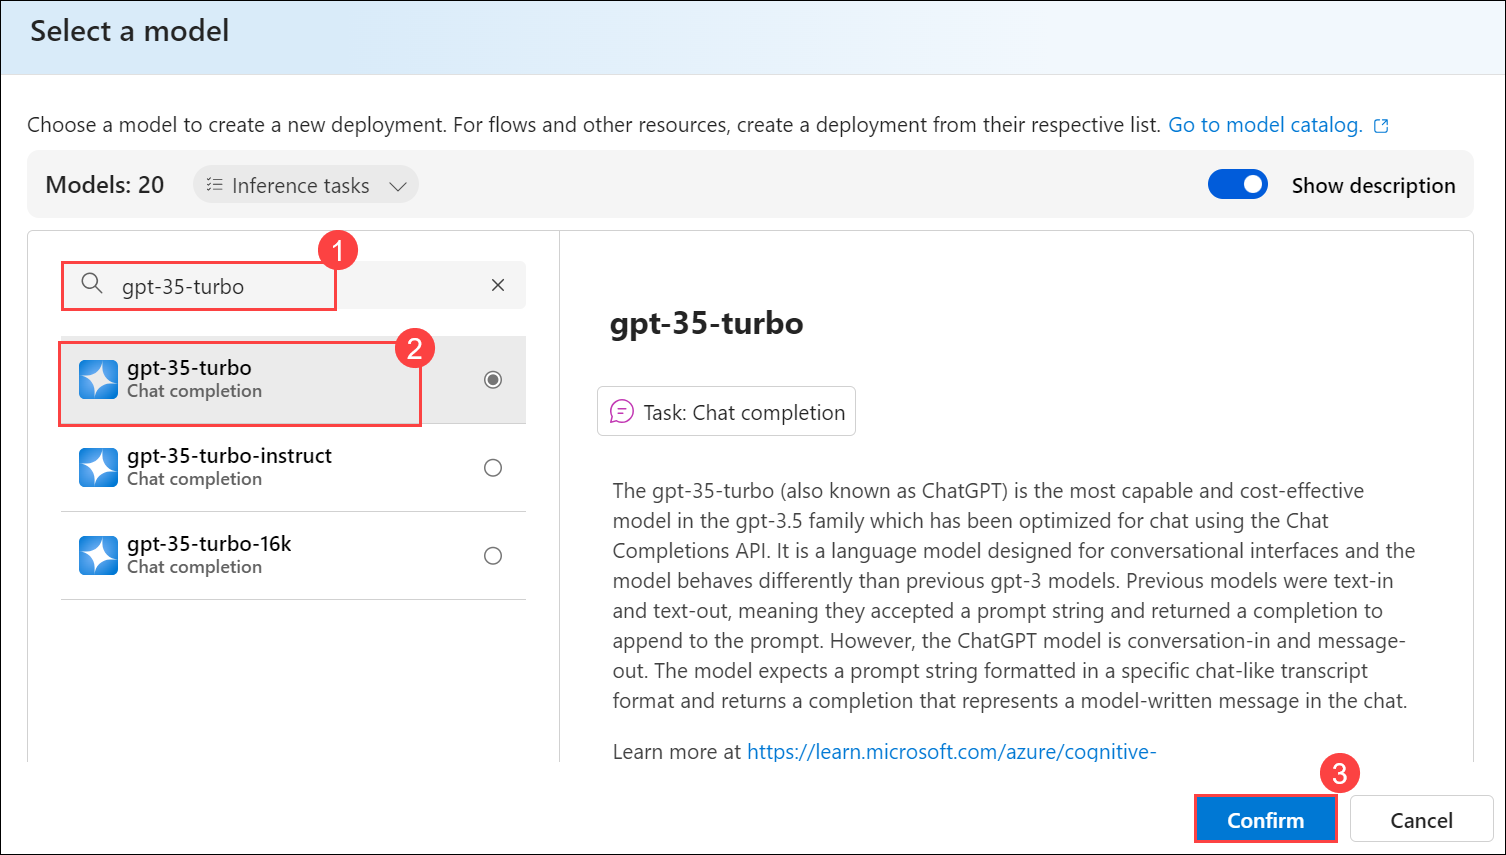 Select a model
Choose a model to create a new deployment. For flows and other resources, create a deployment from their respective list. Go to model catalog.
Models: 20
Inference tasks
Show description
1
gpt-35-turbo
2
gpt-35-turbo
Chat completion
gpt-35-turbo-instruct
Chat completion
gpt-35-turbo-16k
Chat completion
gpt-35-turbo
Task: Chat completion
The gpt-35-turbo (also known as ChatGPT) is the most capable and cost-effective
model in the gpt-3.5 family which has been optimized for chat using the Chat
Completions API. It is a language model designed for conversational interfaces and the
model behaves differently than previous gpt-3 models. Previous models were text-in
and text-out, meaning they accepted a prompt string and returned a completion to
append to the prompt. However, the ChatGPT model is conversation-in and message-
out. The model expects a prompt string formatted in a specific chat-like transcript
format and returns a completion that represents a model-written message in the chat.
Learn more at https://learn.microsoft.com/azure/cognitive-
3
Confirm
Cancel